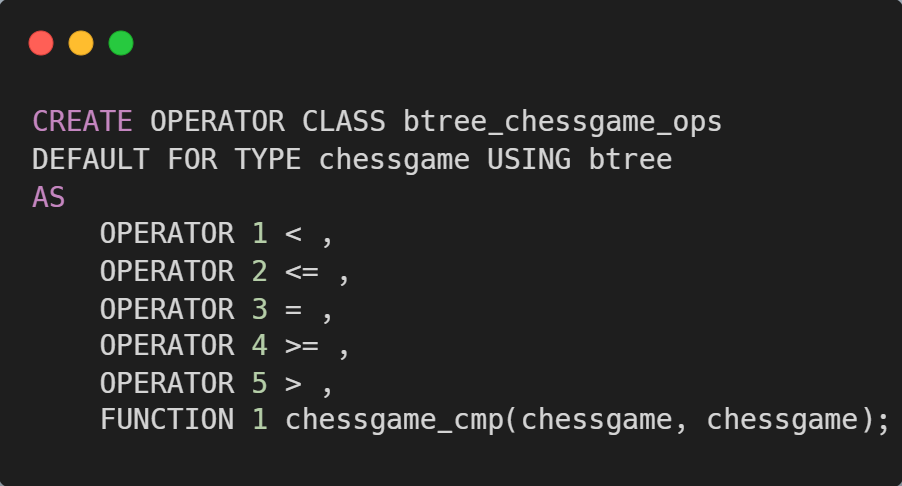 CREATE OPERATOR CLASS btree_chessgame_ops
DEFAULT FOR TYPE chessgame USING btree
AS
    OPERATOR 1 < ,
    OPERATOR 2 <= ,
    OPERATOR 3 = ,
    OPERATOR 4 >= ,
    OPERATOR 5 > ,
    FUNCTION 1 chessgame_cmp(chessgame, chessgame);